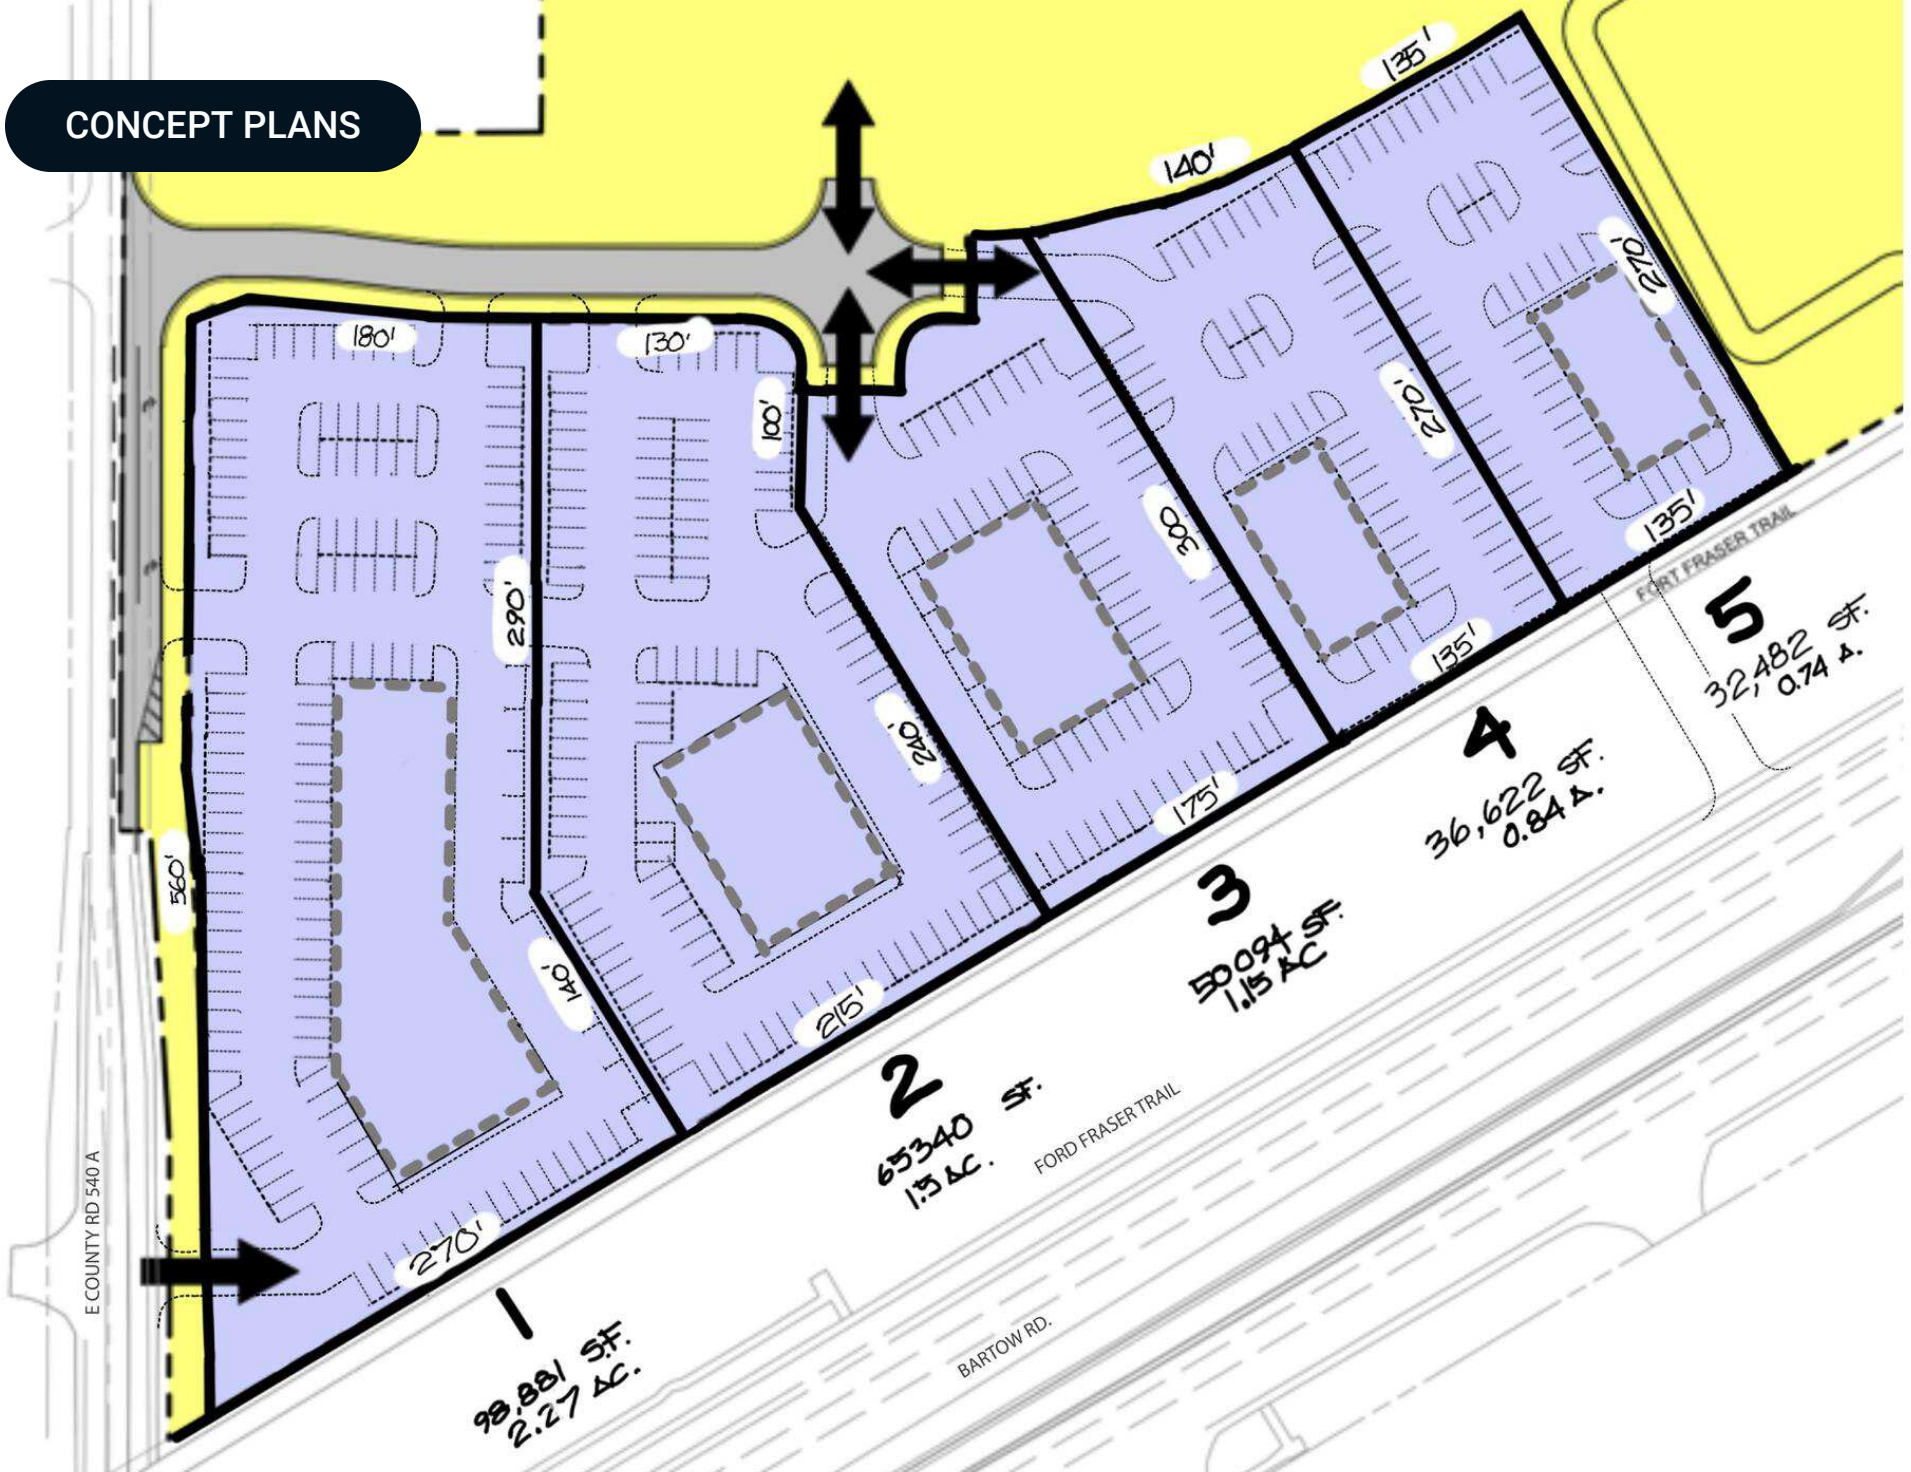 CONCEPT PLANS
135'
140'
180'
130'
100'
270'
270'
300
290'
240'
135'
135'
175'
215'
140'
560'
270'
FORT FRASER TRAIL
5
32,482 SF.
0.74 A.
4
36,622 SF.
0.84 A.
3
50094 SF.
1.15 AC
2
65340 SF.
1.5 AC.
FORD FRASER TRAIL
1
98,881 S.F.
2.27 AC.
BARTOW RD.
E COUNTY RD 540 A